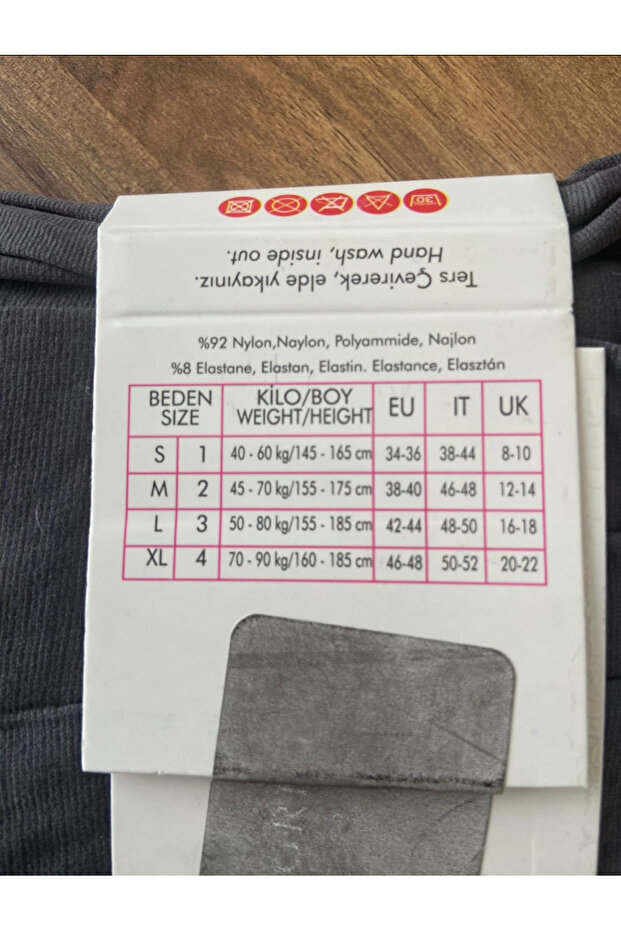 30°
Hand wash, inside out.
Ters Çevirerek, elde yıkayınız.
%92 Nylon,Naylon, Polyammide, Najlon
%8 Elastane, Elastan, Elastin. Elastance, Elasztán
BEDEN SIZE KİLO/BOY WEIGHT/HEIGHT EU IT UK
S 1 40 - 60 kg/145 - 165 cm 34-36 38-44 8-10
M 2 45 - 70 kg/155 - 175 cm 38-40 46-48 12-14
L 3 50 - 80 kg/155 - 185 cm 42-44 48-50 16-18
XL 4 70 - 90 kg/160 - 185 cm 46-48 50-52 20-22